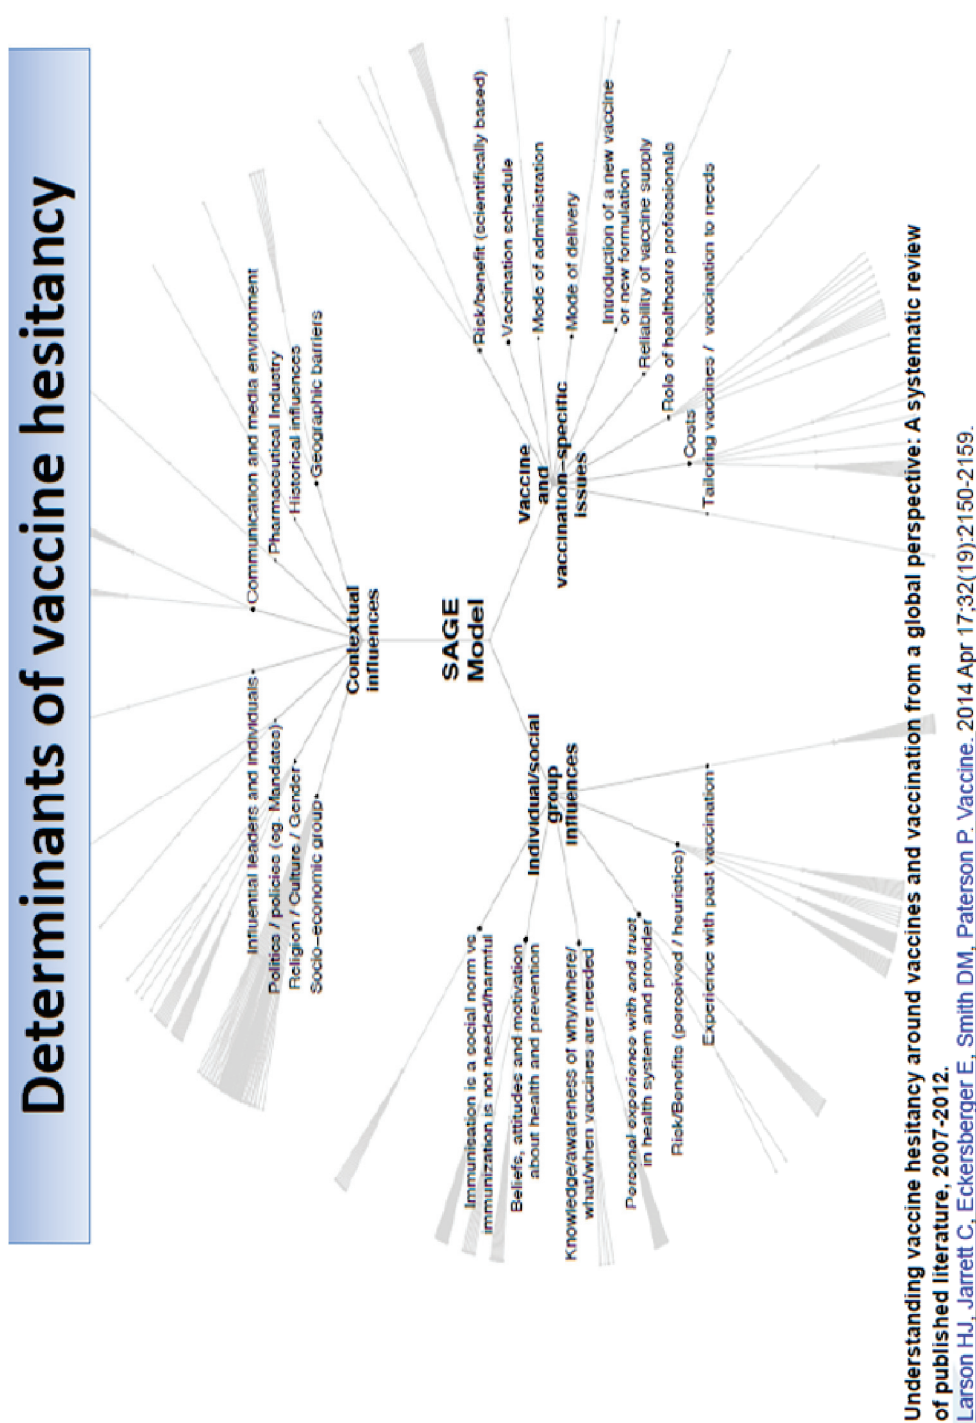 Determinants of vaccine hesitancy
Influential leaders and individuals
Politics / policies (eg. Mandates)
Religion / Culture / Gender
Socio-economic group
Communication and media environment
Pharmaceutical Industry
Historical influences
Geographic barriers
Contextual
influences
SAGE
Model
Individual/social
group
influences
Vaccine
and
vaccination-specific
issues
Immunication is a social norm vs
immunization is not needed/harmful
Beliefs, attitudes and motivation
about health and prevention
Knowledge/awareness of why/where/
what/when vaccines are needed
Personal experience with and trust
in health system and provider
Risk/Benefits (perceived / heuristics)
Experience with past vaccination
Risk/benefit (scientifically based)
Vaccination schedule
Mode of administration
Mode of delivery
Introduction of a new vaccine
or new formulation
Reliability of vaccine supply
Role of healthcare professionals
Costs
Tailoring vaccines / vaccination to needs
Understanding vaccine hesitancy around vaccines and vaccination from a global perspective: A systematic review
of published literature, 2007-2012.
Larson HJ, Jarrett C, Eckersberger E, Smith DM, Paterson P. Vaccine. 2014 Apr 17;32(19):2150-2159.